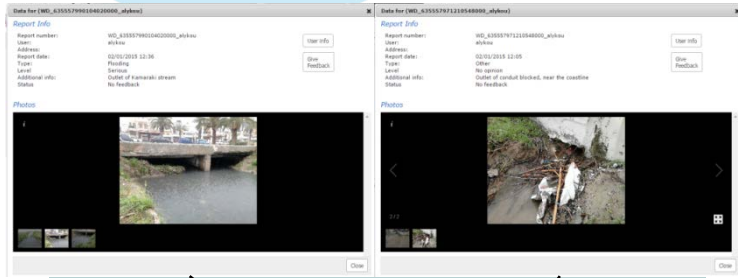 Data for (WD_635557990104020000_alykou)
Report Info
Report number: WD_635557990104020000_alykou
User: alykou
Address:
Report date: 02/01/2015 12:36
Type: Flooding
Level Serious
Additional info: Outlet of Kamaraki stream
Status No feedback
User Info
Give
Feedback
Photos
i
Close
Data for (WD_635557971210548000_alykou)
Report Info
Report number: WD_635557971210548000_alykou
User: alykou
Address:
Report date: 02/01/2015 12:05
Type: Other
Level No opinion
Additional info: Outlet of conduit blocked, near the coastline
Status No feedback
User Info
Give
Feedback
Photos
i
2/2
Close